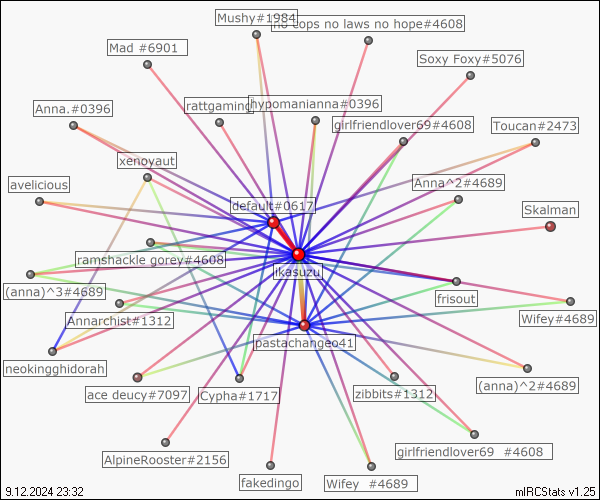 Mushy#1984
no cops no laws no hope#4608
Mad #6901
Soxy Foxy#5076
rattgaming
hypomanianna#0396
Anna.#0396
girlfriendlover69#4608
Toucan#2473
xenoyaut
avelicious
Anna^2#4689
default#0617
Skalman
ramshackle gorey#4608
ikasuzu
(anna)^3#4689
frisout
Annarchist#1312
Wifey#4689
pastachangeo41
neokingghidorah
(anna)^2#4689
ace deucy#7097
Cypha#1717
zibbits#1312
girlfriendlover69 #4608
AlpineRooster#2156
fakedingo
Wifey #4689
9.12.2024 23:32
mIRCStats v1.25